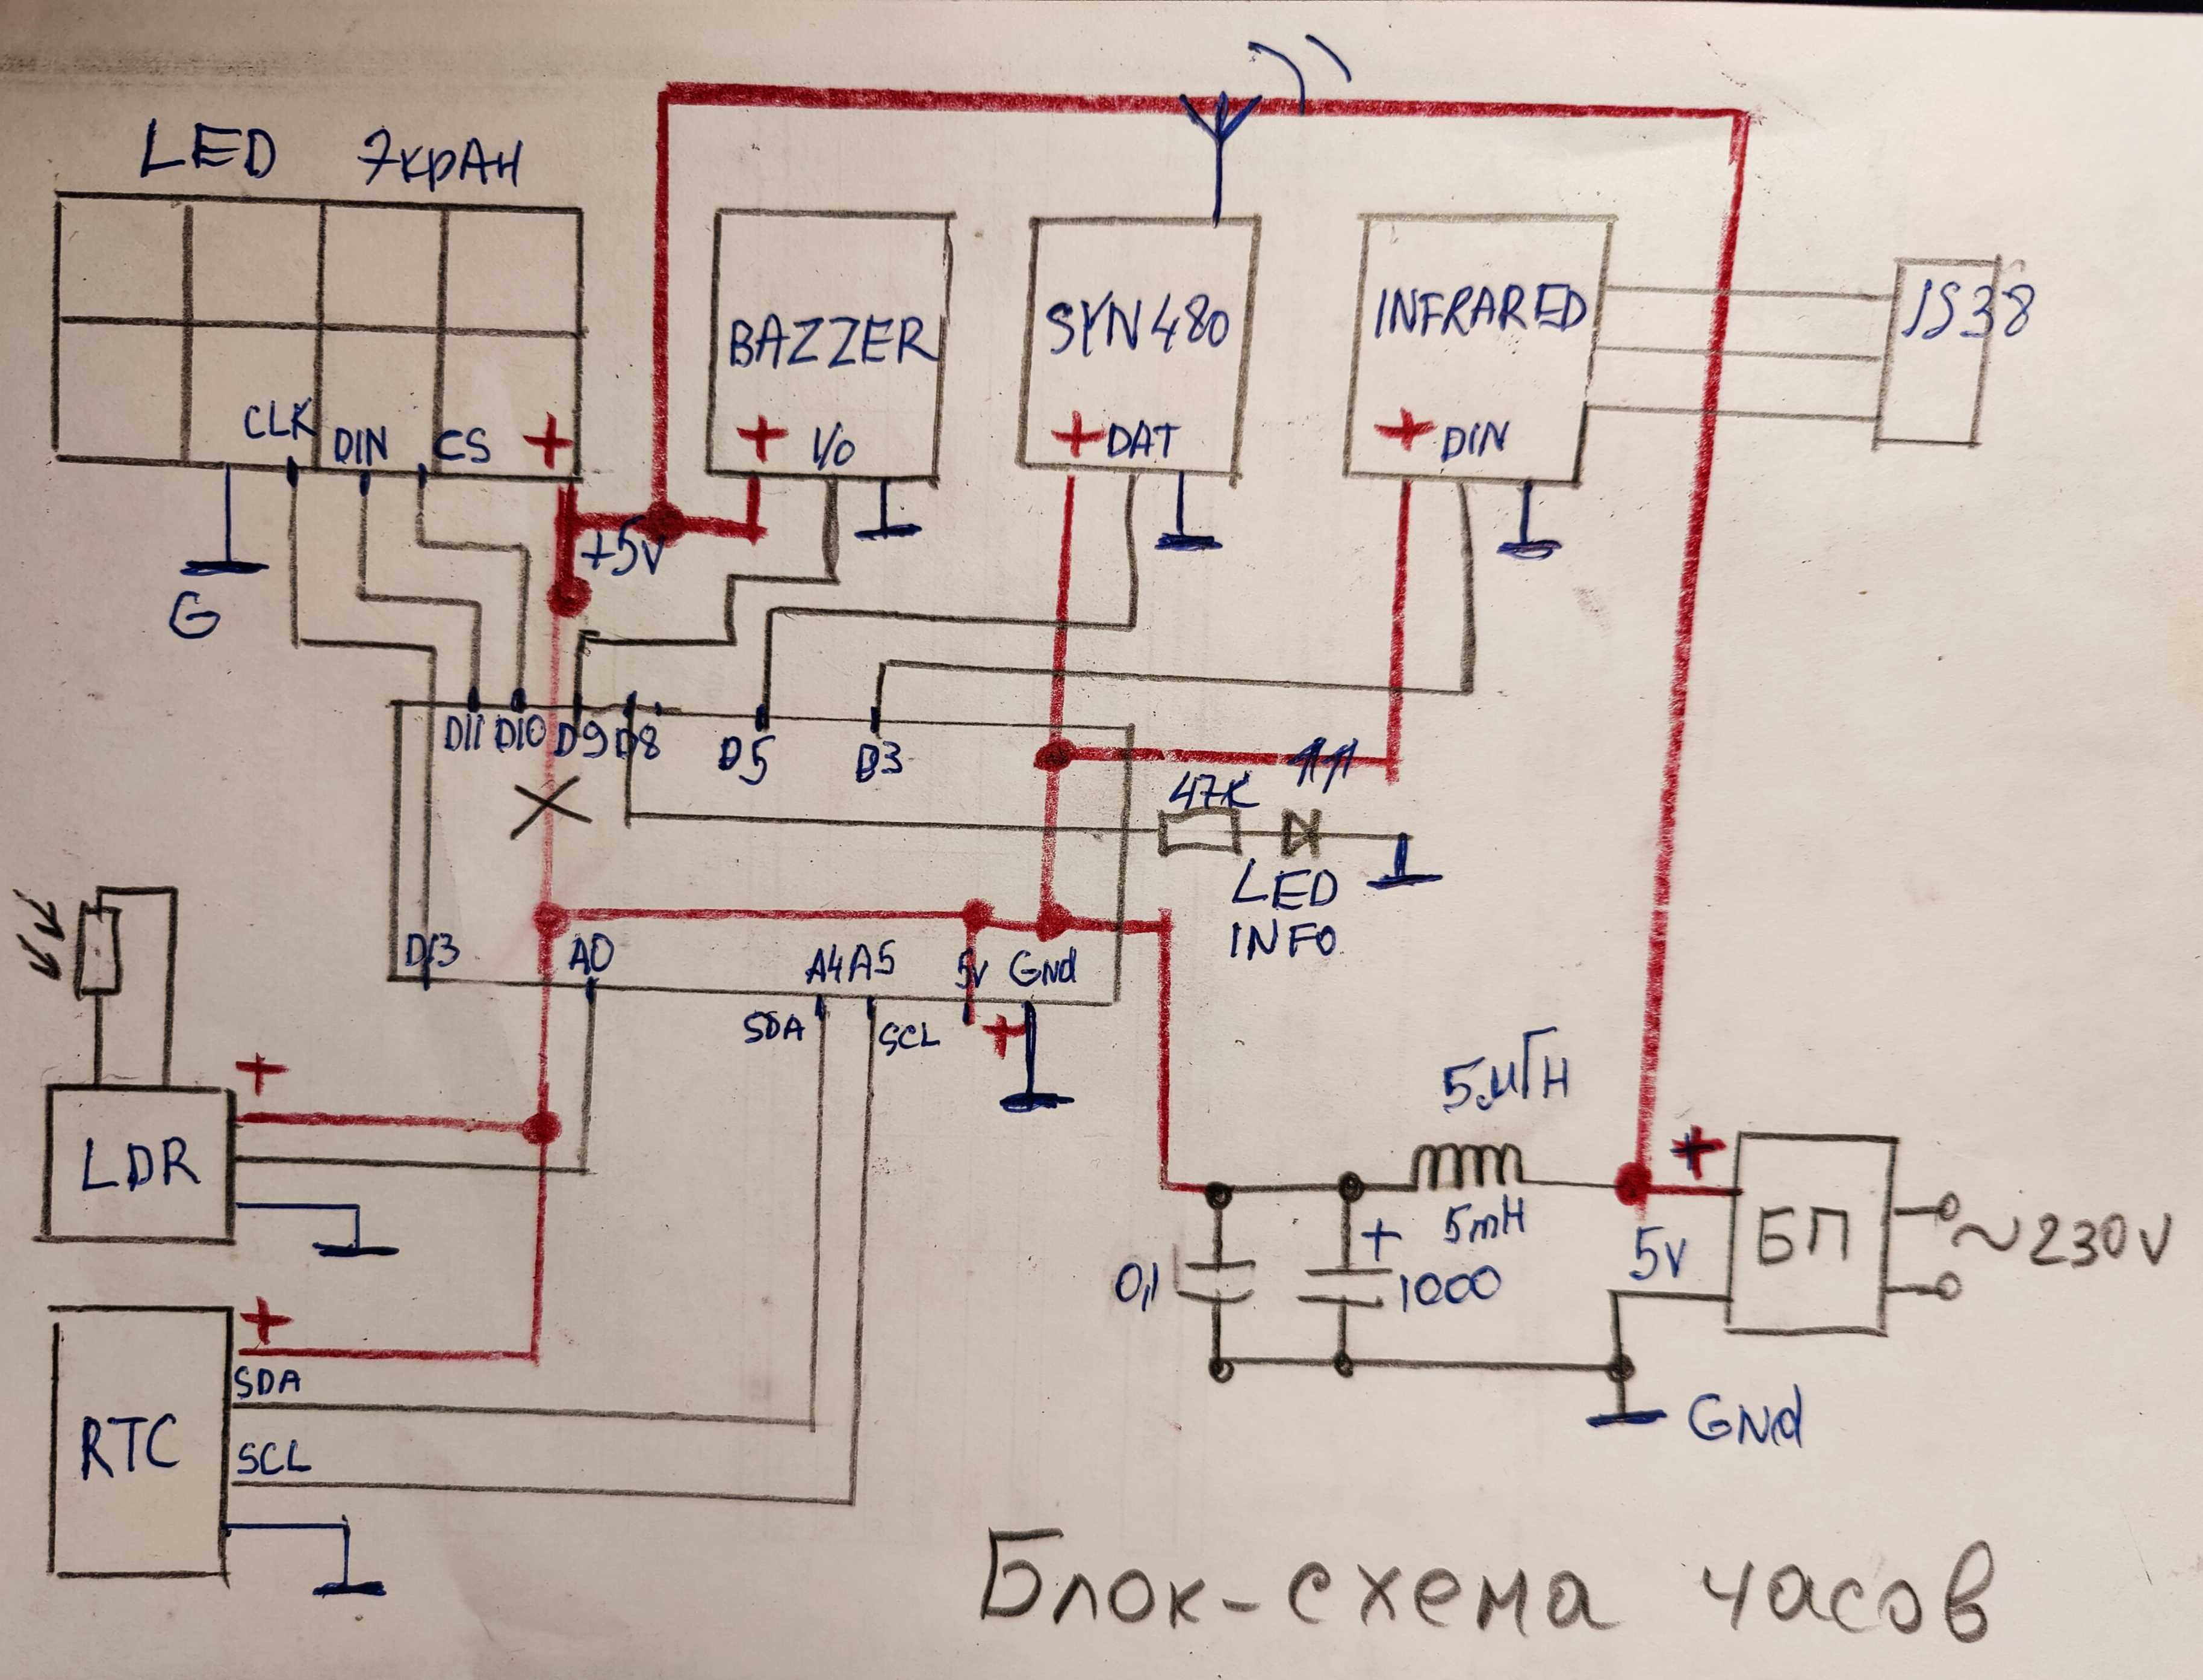 LED ЭкрАН
CLK DIN CS +
G
+5v
BAZZER
+ I/O
SYN480
+ DAT
INFRARED
+ DIN
JS38
D11 D10 D9 D8 D5 D3
47K
LED
INFO
D13 A0 A4 A5 5v Gnd
SDA SCL +
+
LDR
+
SDA
SCL
RTC
5мГн
5mH
0,1
+
1000
+
5v
БП
~230v
GNd
Блок-схема часов